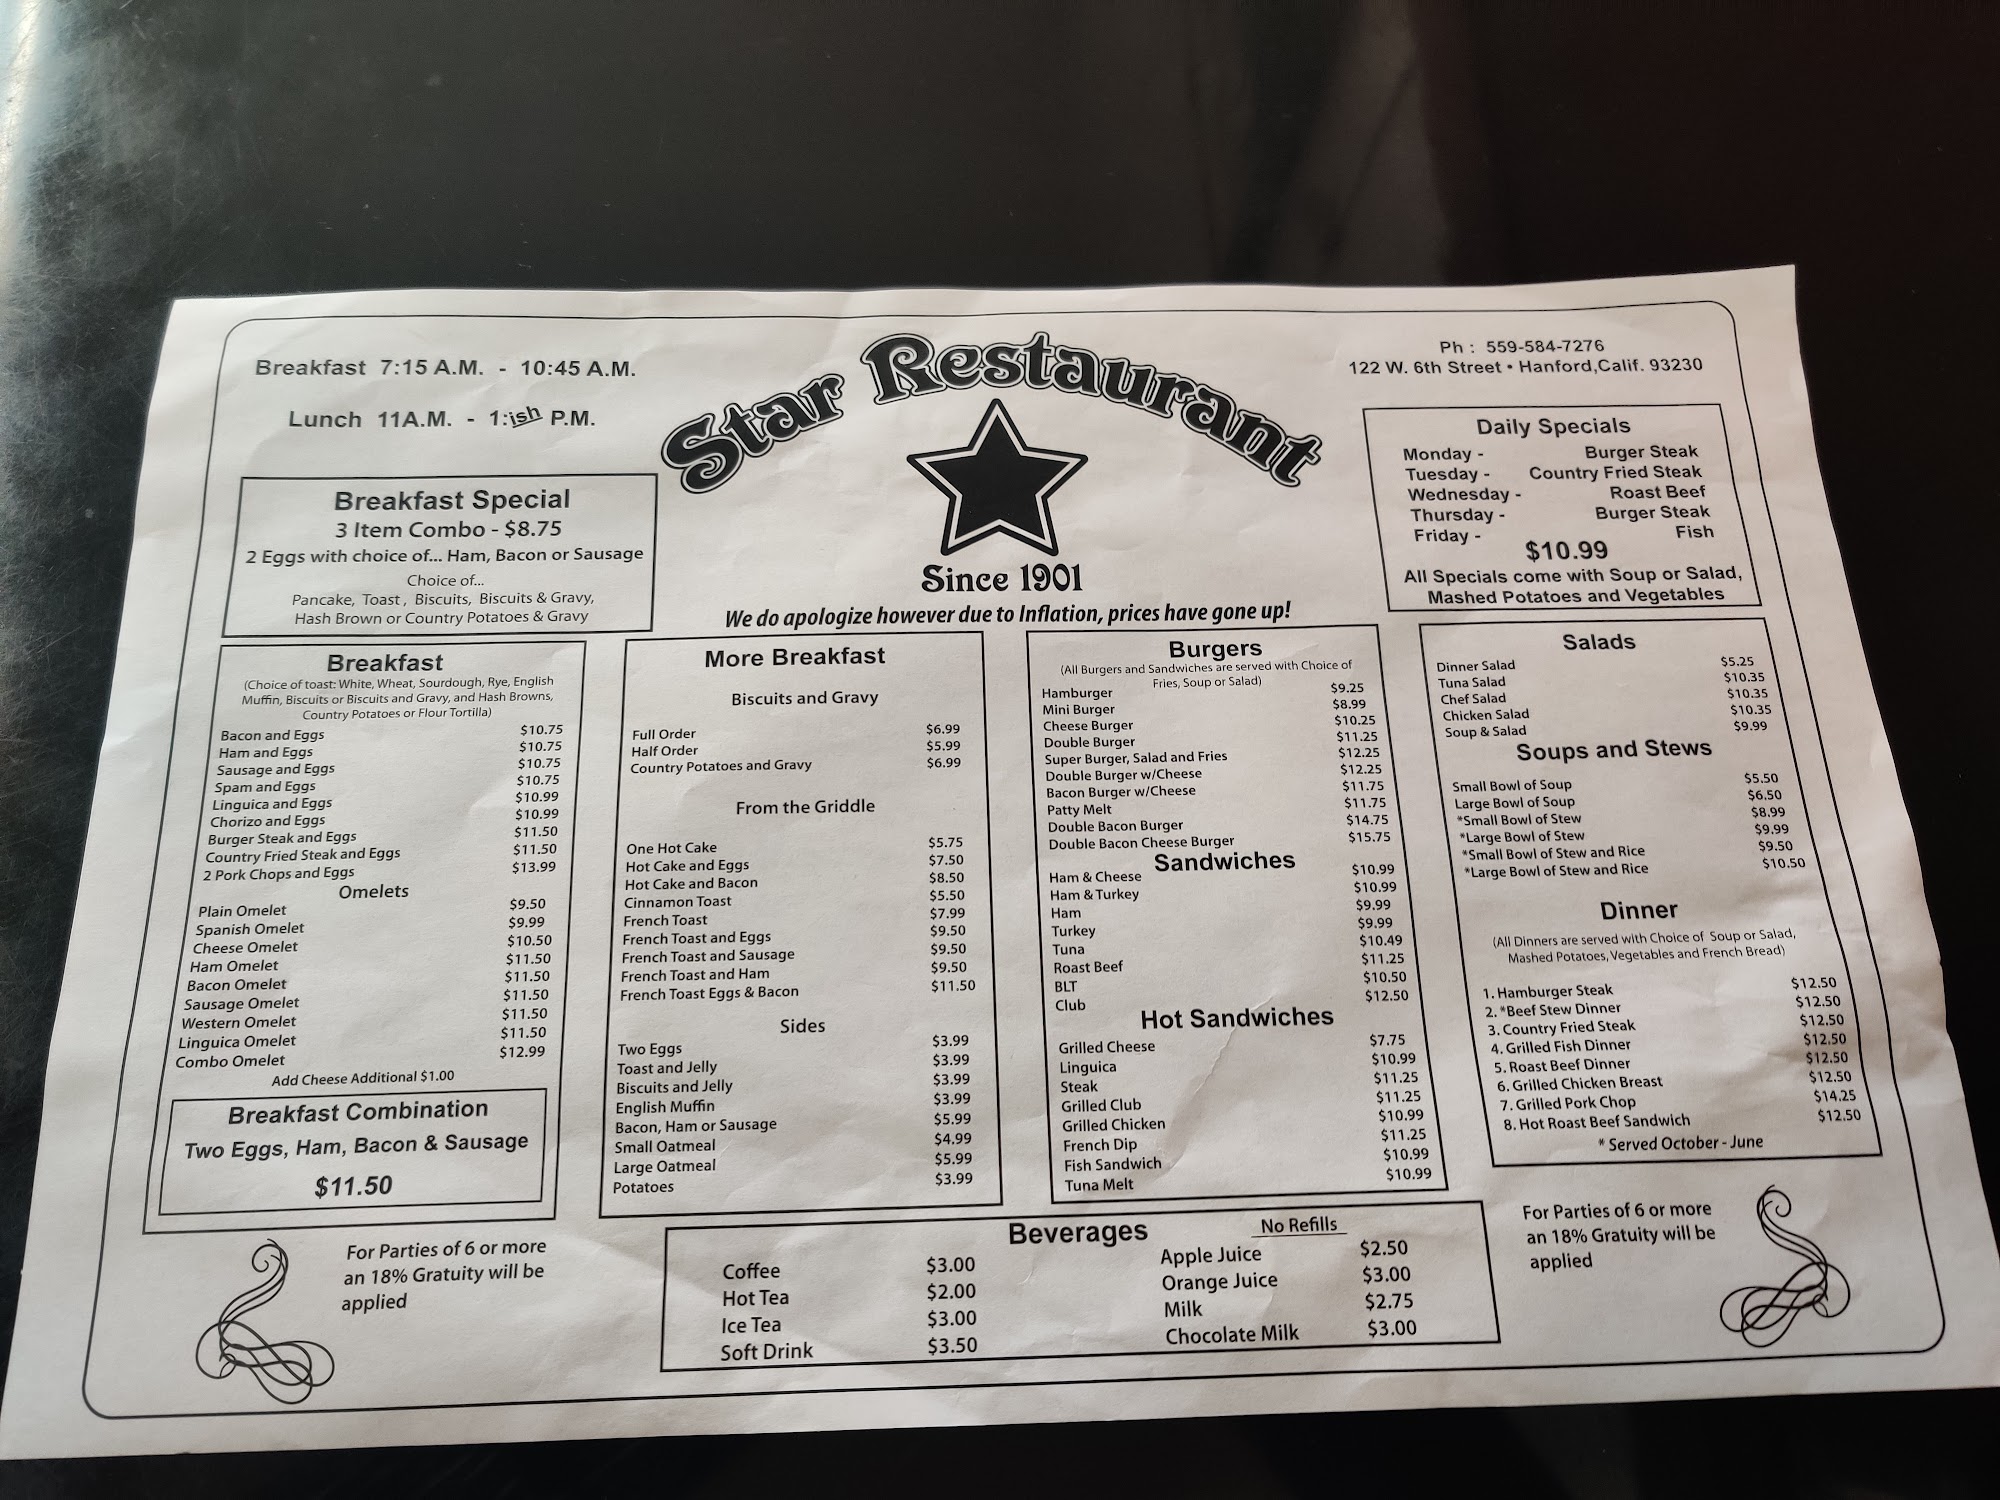 Breakfast 7:15 A.M. - 10:45 A.M.
Lunch 11A.M. - 1:ish P.M.
Star Restaurant
Since 1901
We do apologize however due to Inflation, prices have gone up!
Ph : 559-584-7276
122 W. 6th Street • Hanford,Calif. 93230
Daily Specials
Monday - Burger Steak
Tuesday - Country Fried Steak
Wednesday - Roast Beef
Thursday - Burger Steak
Friday - Fish
$10.99
All Specials come with Soup or Salad,
Mashed Potatoes and Vegetables
Breakfast Special
3 Item Combo - $8.75
2 Eggs with choice of... Ham, Bacon or Sausage
Choice of...
Pancake, Toast , Biscuits, Biscuits & Gravy,
Hash Brown or Country Potatoes & Gravy
Breakfast
(Choice of toast: White, Wheat, Sourdough, Rye, English
Muffin, Biscuits or Biscuits and Gravy, and Hash Browns,
Country Potatoes or Flour Tortilla)
Bacon and Eggs $10.75
Ham and Eggs $10.75
Sausage and Eggs $10.75
Spam and Eggs $10.75
Linguica and Eggs $10.99
Chorizo and Eggs $10.99
Burger Steak and Eggs $11.50
Country Fried Steak and Eggs $11.50
2 Pork Chops and Eggs $13.99
Omelets
Plain Omelet $9.50
Spanish Omelet $9.99
Cheese Omelet $10.50
Ham Omelet $11.50
Bacon Omelet $11.50
Sausage Omelet $11.50
Western Omelet $11.50
Linguica Omelet $11.50
Combo Omelet $12.99
Add Cheese Additional $1.00
Breakfast Combination
Two Eggs, Ham, Bacon & Sausage
$11.50
More Breakfast
Biscuits and Gravy
Full Order $6.99
Half Order $5.99
Country Potatoes and Gravy $6.99
From the Griddle
One Hot Cake $5.75
Hot Cake and Eggs $7.50
Hot Cake and Bacon $8.50
Cinnamon Toast $5.50
French Toast $7.99
French Toast and Eggs $9.50
French Toast and Sausage $9.50
French Toast and Ham $9.50
French Toast Eggs & Bacon $11.50
Sides
Two Eggs $3.99
Toast and Jelly $3.99
Biscuits and Jelly $3.99
English Muffin $3.99
Bacon, Ham or Sausage $5.99
Small Oatmeal $4.99
Large Oatmeal $5.99
Potatoes $3.99
Burgers
(All Burgers and Sandwiches are served with Choice of
Fries, Soup or Salad)
Hamburger $9.25
Mini Burger $8.99
Cheese Burger $10.25
Double Burger $11.25
Super Burger, Salad and Fries $12.25
Double Burger w/Cheese $12.25
Bacon Burger w/Cheese $11.75
Patty Melt $11.75
Double Bacon Burger $14.75
Double Bacon Cheese Burger $15.75
Sandwiches
Ham & Cheese $10.99
Ham & Turkey $10.99
Ham $9.99
Turkey $9.99
Tuna $10.49
Roast Beef $11.25
BLT $10.50
Club $12.50
Hot Sandwiches
Grilled Cheese $7.75
Linguica $10.99
Steak $11.25
Grilled Club $11.25
Grilled Chicken $10.99
French Dip $11.25
Fish Sandwich $10.99
Tuna Melt $10.99
Salads
Dinner Salad $5.25
Tuna Salad $10.35
Chef Salad $10.35
Chicken Salad $10.35
Soup & Salad $9.99
Soups and Stews
Small Bowl of Soup $5.50
Large Bowl of Soup $6.50
*Small Bowl of Stew $8.99
*Large Bowl of Stew $9.99
*Small Bowl of Stew and Rice $9.50
*Large Bowl of Stew and Rice $10.50
Dinner
(All Dinners are served with Choice of Soup or Salad,
Mashed Potatoes, Vegetables and French Bread)
1. Hamburger Steak $12.50
2. *Beef Stew Dinner $12.50
3. Country Fried Steak $12.50
4. Grilled Fish Dinner $12.50
5. Roast Beef Dinner $12.50
6. Grilled Chicken Breast $12.50
7. Grilled Pork Chop $14.25
8. Hot Roast Beef Sandwich $12.50
* Served October - June
For Parties of 6 or more
an 18% Gratuity will be
applied
Beverages
No Refills
Coffee $3.00
Hot Tea $2.00
Ice Tea $3.00
Soft Drink $3.50
Apple Juice $2.50
Orange Juice $3.00
Milk $2.75
Chocolate Milk $3.00
For Parties of 6 or more
an 18% Gratuity will be
applied